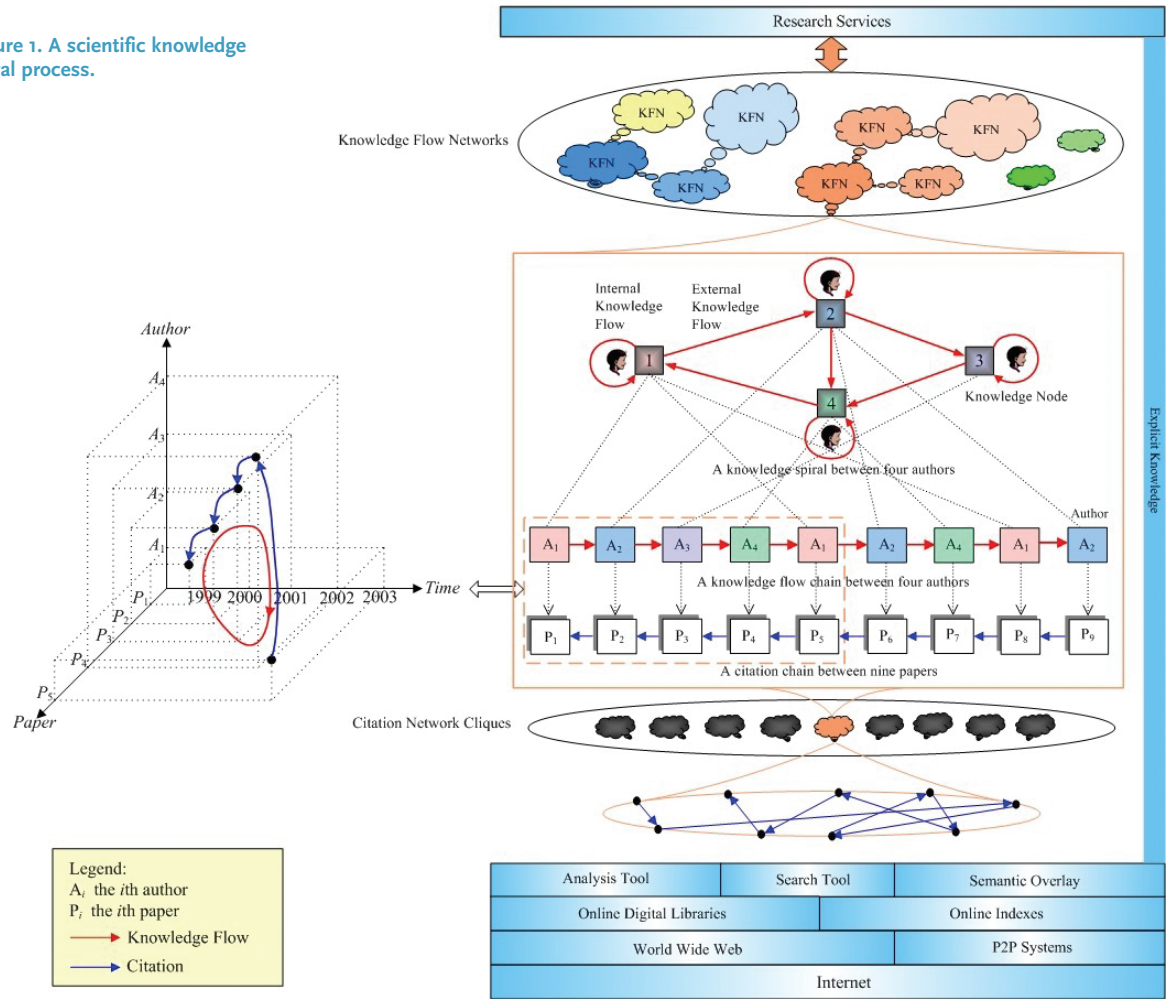 ure 1. A scientific knowledge
ral process.
Research Services
Knowledge Flow Networks
KFN
KFN
KFN
KFN
KFN
KFN
KFN
KFN
Explicit Knowledge
Internal
Knowledge
Flow
External
Knowledge
Flow
2
1
3
4
Knowledge Node
A knowledge spiral between four authors
Author
A1 A2 A3 A4 A1 A2 A4 A1 A2
A knowledge flow chain between four authors
P1 P2 P3 P4 P5 P6 P7 P8 P9
A citation chain between nine papers
Author
A4
A3
A2
A1
1999 2000 2001 2002 2003
Time
P1
P2
P3
P4
P5
Paper
Citation Network Cliques
Legend:
Ai the ith author
Pi the ith paper
Knowledge Flow
Citation
Analysis Tool
Search Tool
Semantic Overlay
Online Digital Libraries
Online Indexes
World Wide Web
P2P Systems
Internet